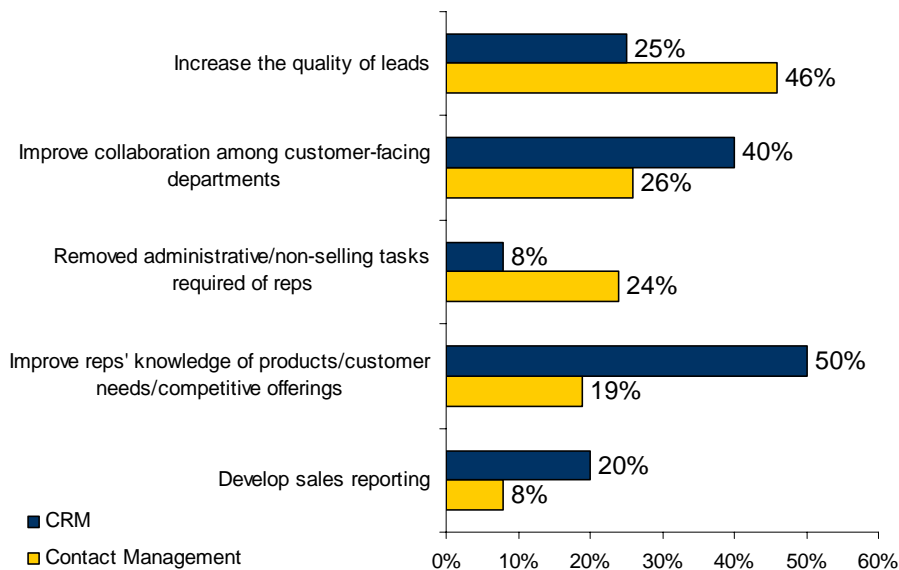 Increase the quality of leads
25%
46%
Improve collaboration among customer-facing
departments
40%
26%
Removed administrative/non-selling tasks
required of reps
8%
24%
Improve reps' knowledge of products/customer
needs/competitive offerings
50%
19%
Develop sales reporting
20%
8%
CRM
Contact Management
0% 10% 20% 30% 40% 50% 60%